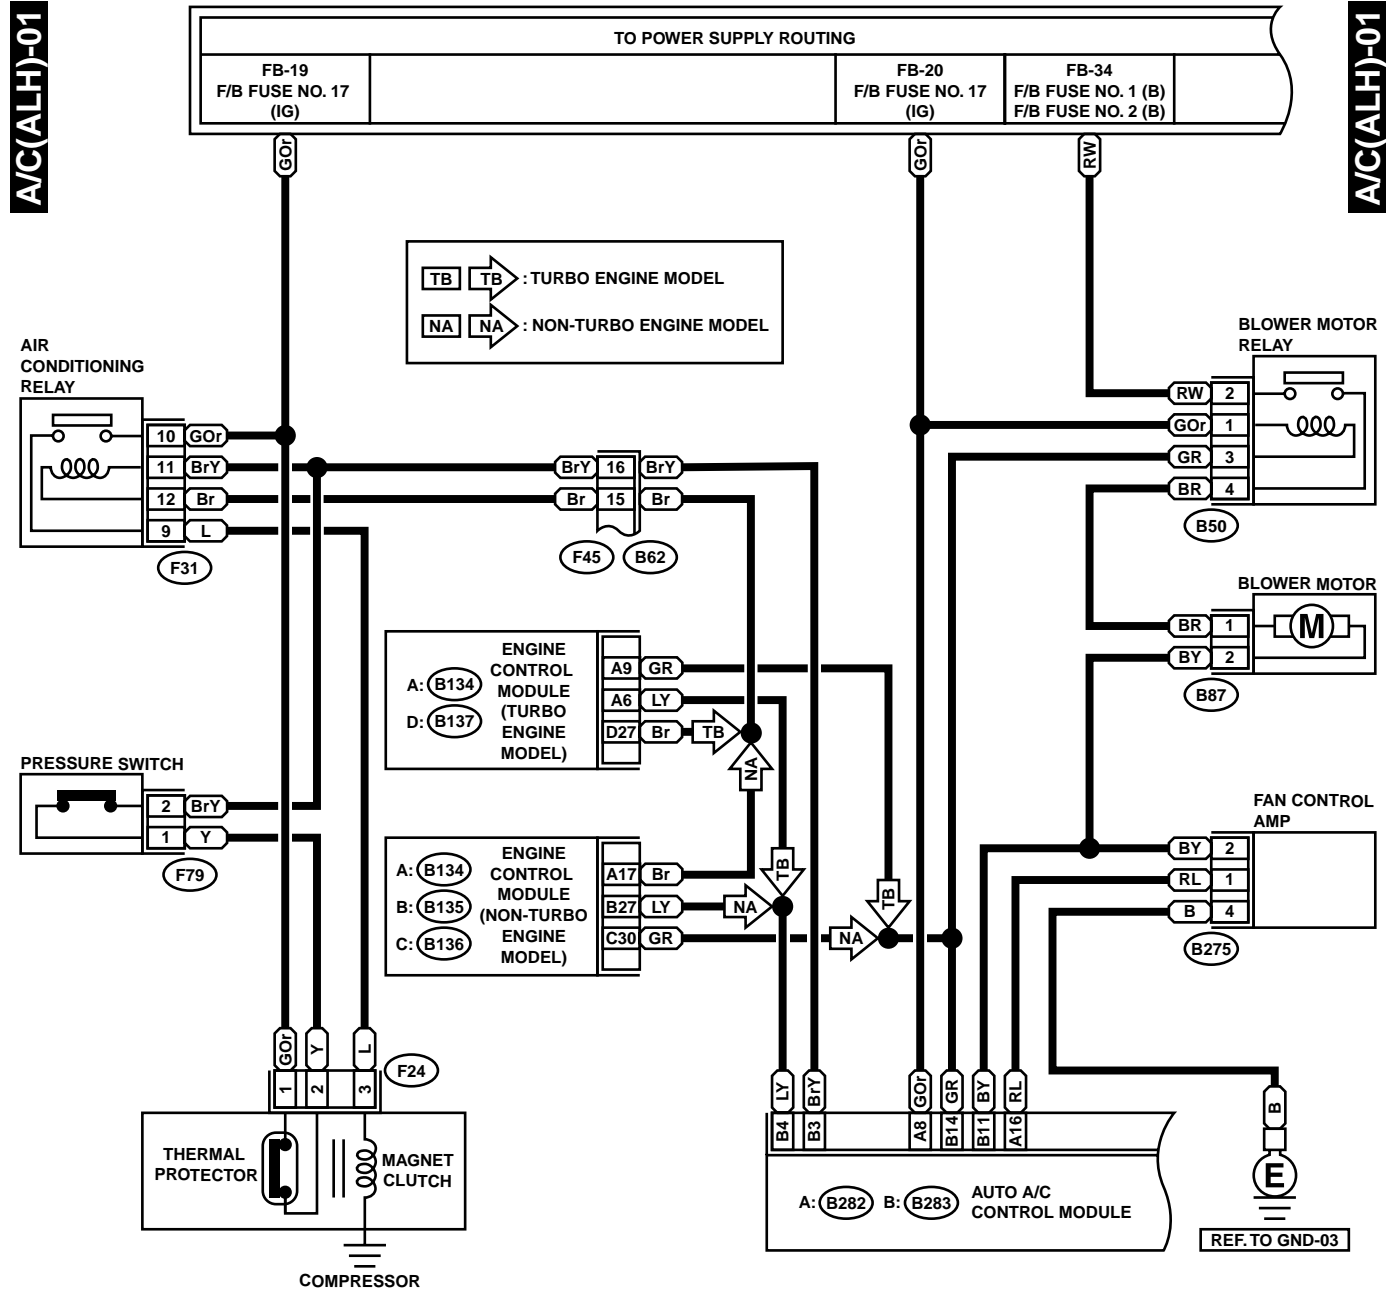 A/C(ALH)-01
A/C(ALH)-01
TO POWER SUPPLY ROUTING
FB-19
F/B FUSE NO. 17
(IG)
FB-20
F/B FUSE NO. 17
(IG)
FB-34
F/B FUSE NO. 1 (B)
F/B FUSE NO. 2 (B)
GOr
GOr
RW
TB TB : TURBO ENGINE MODEL
NA NA : NON-TURBO ENGINE MODEL
AIR
CONDITIONING
RELAY
10 GOr
11 BrY
12 Br
9 L
F31
BrY 16 BrY
Br 15 Br
F45 B62
BLOWER MOTOR
RELAY
RW 2
GOr 1
GR 3
BR 4
B50
BLOWER MOTOR
M
BR 1
BY 2
B87
A: B134
D: B137
ENGINE
CONTROL
MODULE
(TURBO
ENGINE
MODEL)
A9 GR
A6 LY
D27 Br
TB
NA
PRESSURE SWITCH
2 BrY
1 Y
F79
A: B134
B: B135
C: B136
ENGINE
CONTROL
MODULE
(NON-TURBO
ENGINE
MODEL)
A17 Br
B27 LY
C30 GR
TB
NA
TB
NA
FAN CONTROL
AMP
BY 2
RL 1
B 4
B275
GOr Y L
1 2 3
F24
THERMAL
PROTECTOR
MAGNET
CLUTCH
COMPRESSOR
LY BrY GOr GR BY RL
B4 B3 A8 B14 B11 A16
A: B282 B: B283
AUTO A/C
CONTROL MODULE
B
E
REF. TO GND-03